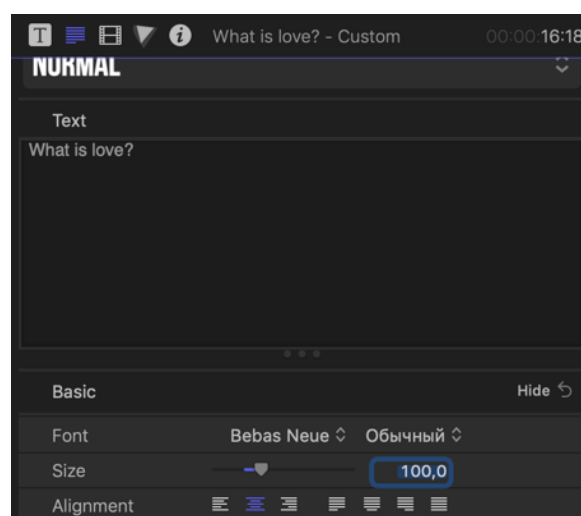 T i What is love? - Custom 00:00:16:18
NORMAL
Text
What is love?
Basic Hide
Font Bebas Neue Обычный
Size 100,0
Alignment